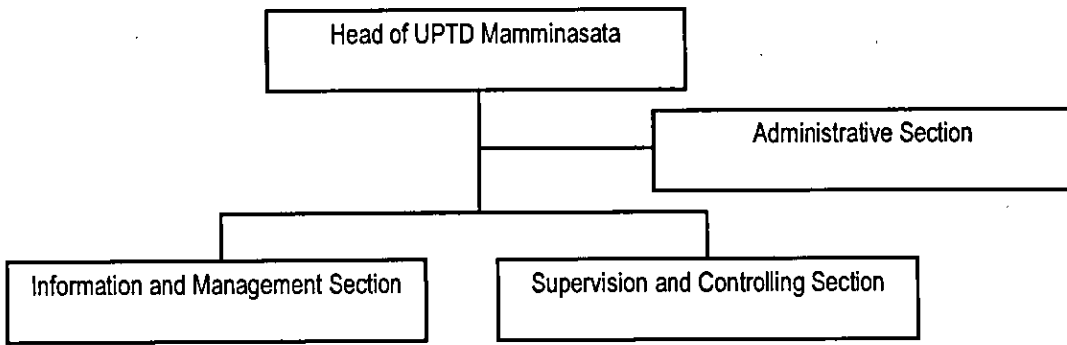 Head of UPTD Mamminasata
Administrative Section
Information and Management Section
Supervision and Controlling Section